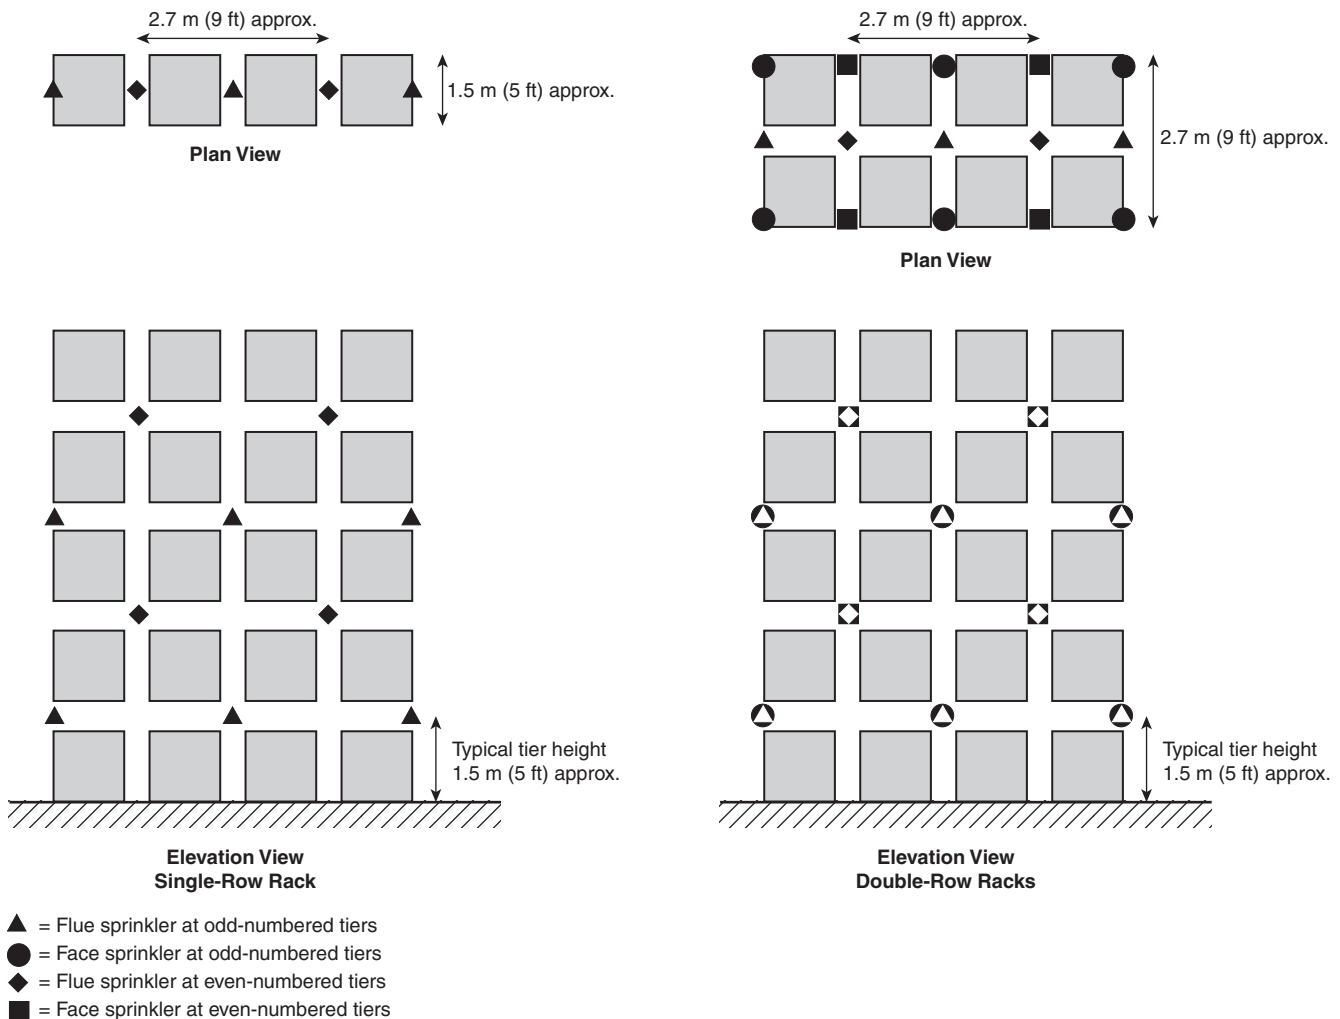 2.7 m (9 ft) approx.
1.5 m (5 ft) approx.
Plan View
2.7 m (9 ft) approx.
2.7 m (9 ft) approx.
Plan View
Typical tier height
1.5 m (5 ft) approx.
Elevation View
Single-Row Rack
Typical tier height
1.5 m (5 ft) approx.
Elevation View
Double-Row Racks
= Flue sprinkler at odd-numbered tiers
= Face sprinkler at odd-numbered tiers
= Flue sprinkler at even-numbered tiers
= Face sprinkler at even-numbered tiers